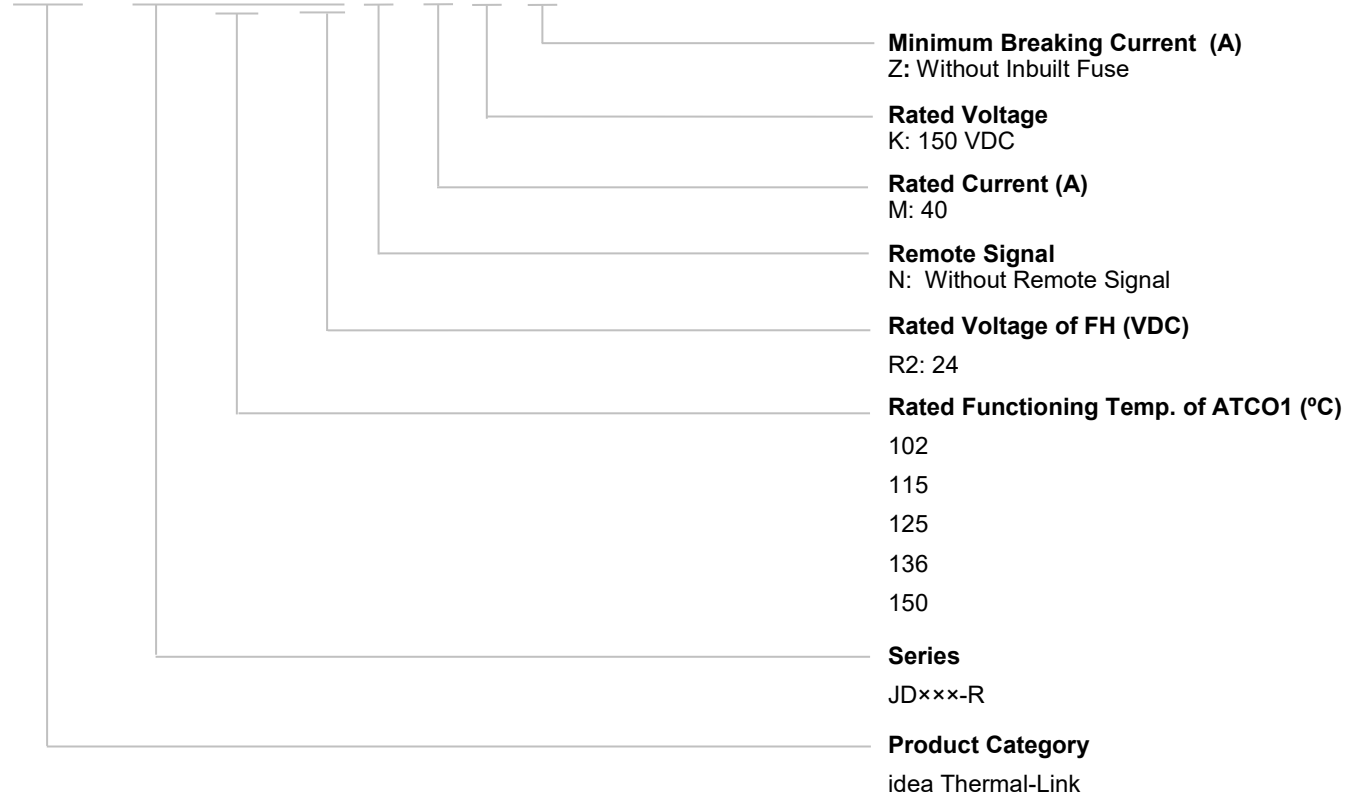 Minimum Breaking Current (A)
Z: Without Inbuilt Fuse
Rated Voltage
K: 150 VDC
Rated Current (A)
M: 40
Remote Signal
N: Without Remote Signal
Rated Voltage of FH (VDC)
R2: 24
Rated Functioning Temp. of ATCO1 (ºC)
102
115
125
136
150
Series
JD×××-R
Product Category
idea Thermal-Link